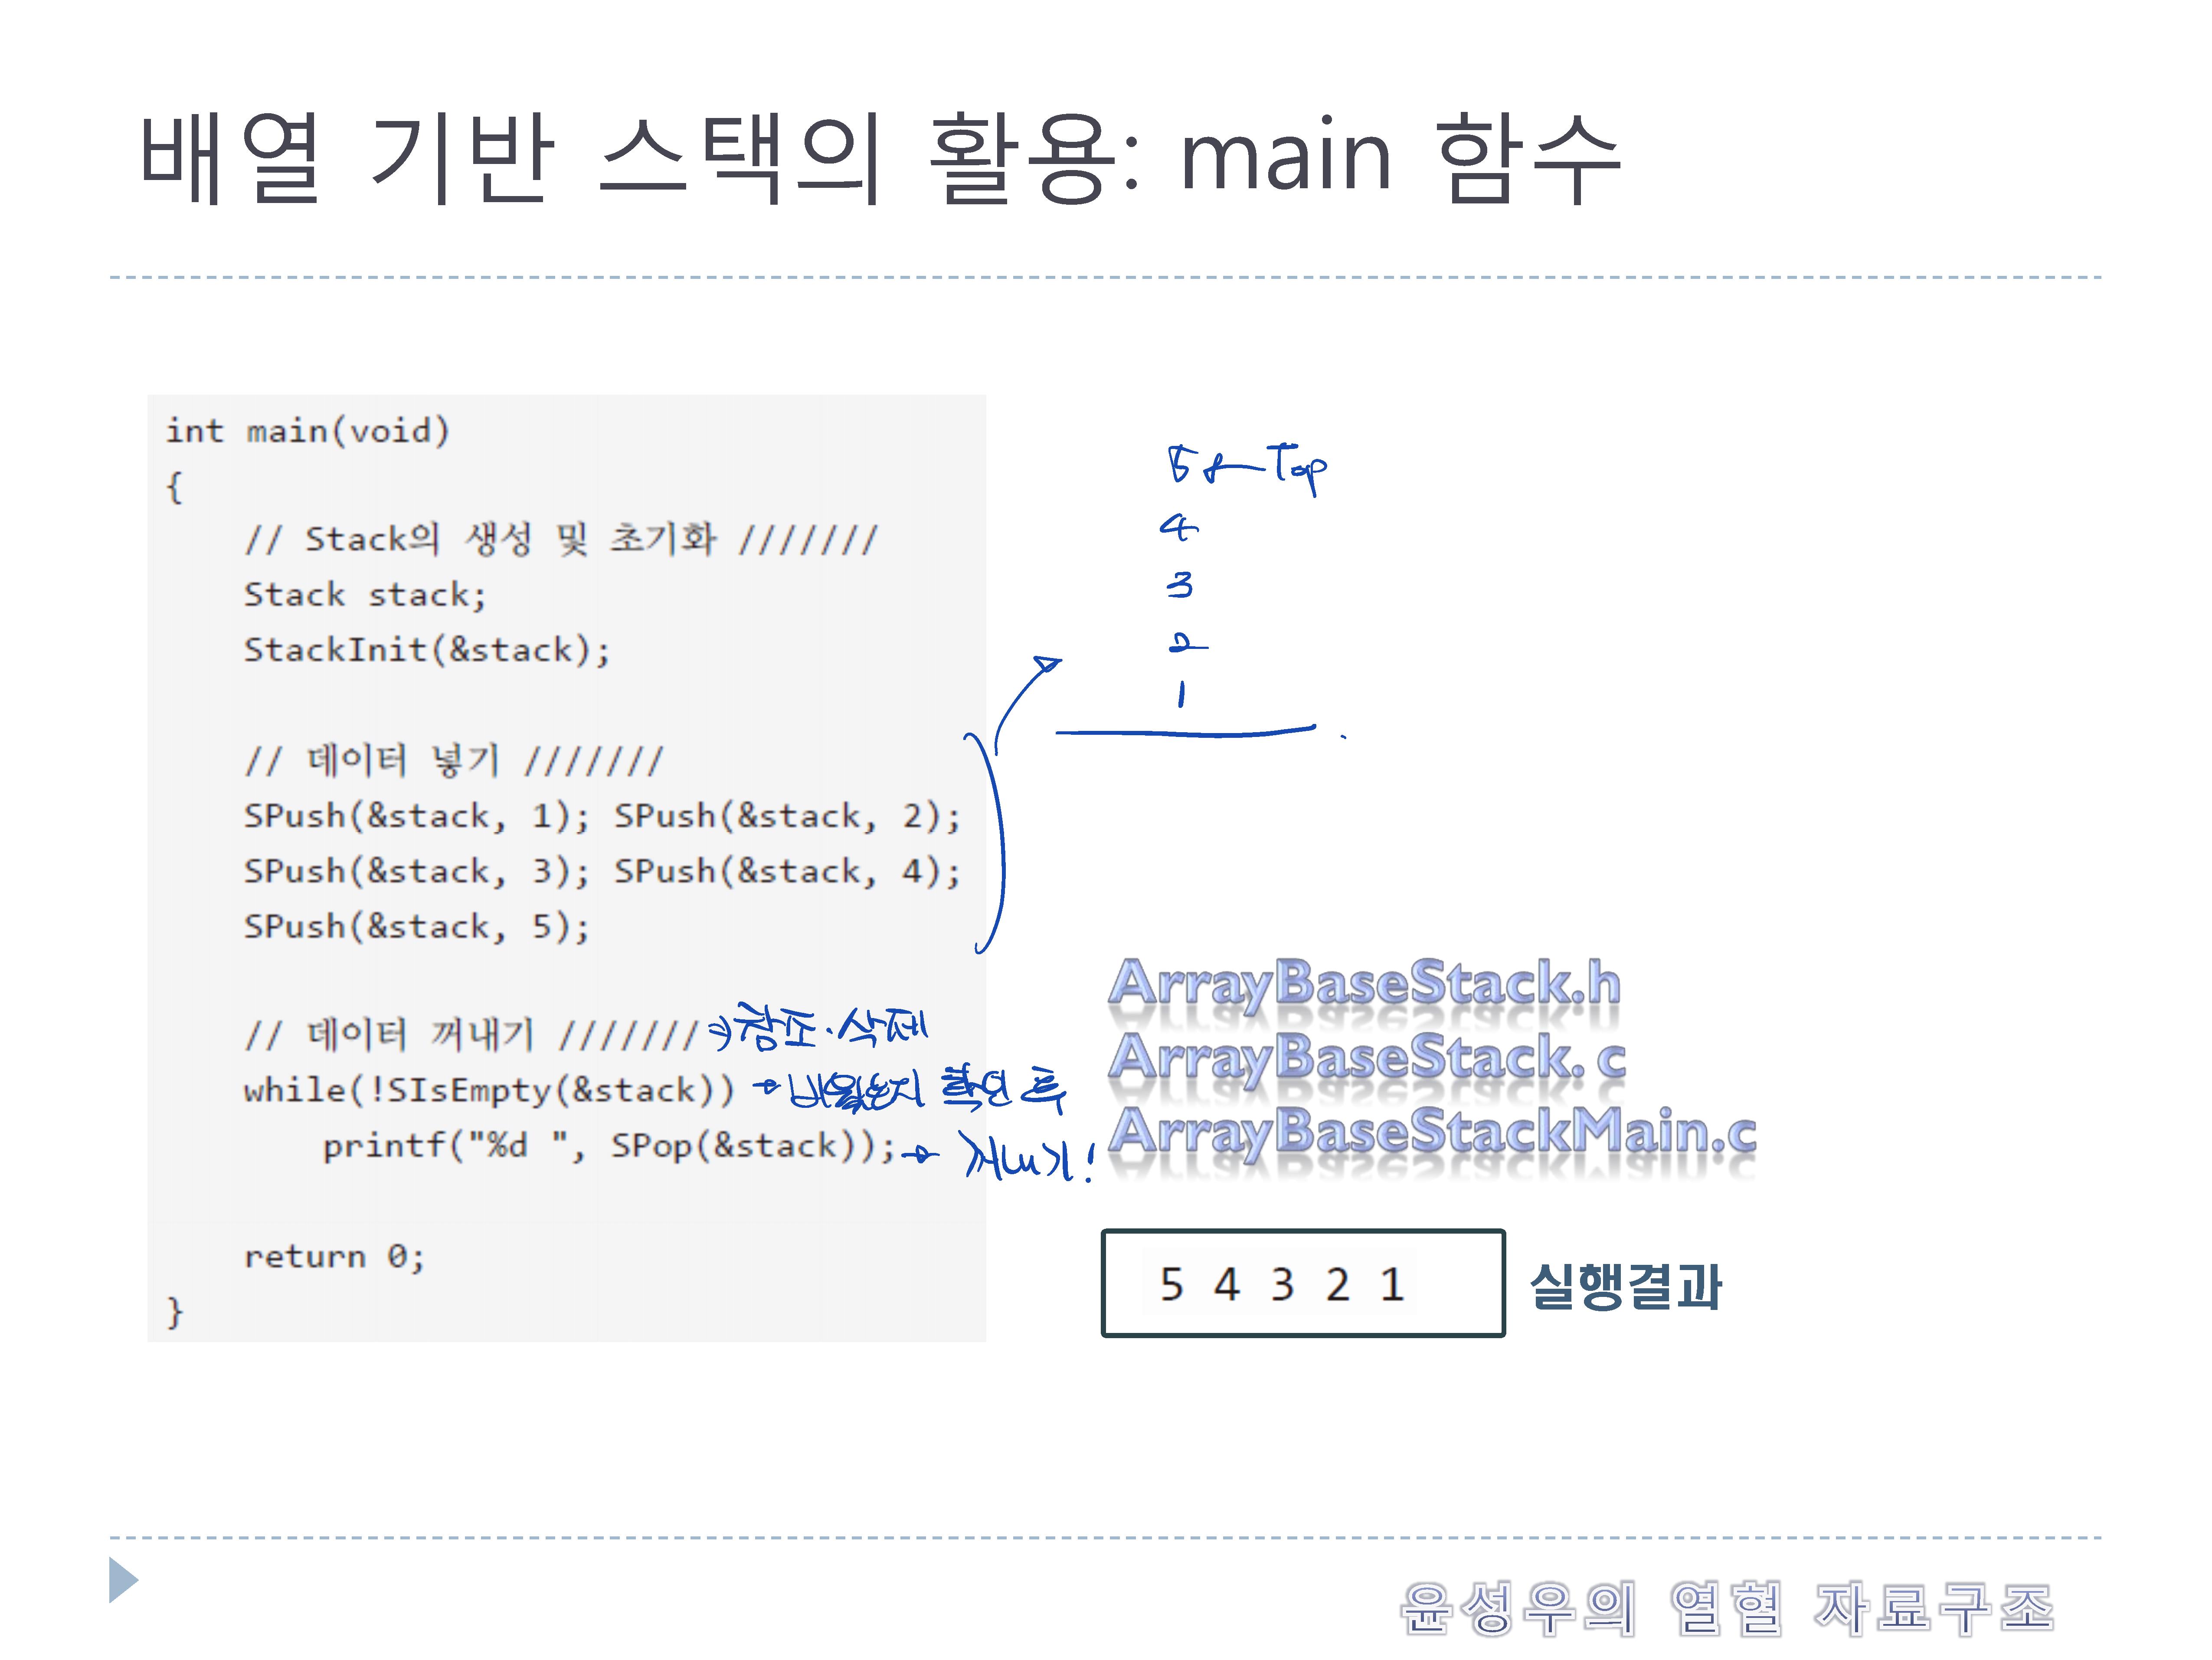 배열 기반 스택의 활용: main 함수
int main(void)
{
// Stack의 생성 및 초기화 ///////
Stack stack;
StackInit(&stack);
// 데이터 넣기 ///////
SPush(&stack, 1); SPush(&stack, 2);
SPush(&stack, 3); SPush(&stack, 4);
SPush(&stack, 5);
// 데이터 꺼내기 /////// → 참조·삭제
while(!SIsEmpty(&stack)) → 비워졌는지 확인 후
printf("%d ", SPop(&stack)); → 꺼내기!
return 0;
}
5 ← Top
4
3
2
1
ArrayBaseStack.h
ArrayBaseStack. c
ArrayBaseStackMain.c
5 4 3 2 1
실행결과
윤성우의 열혈 자료구조